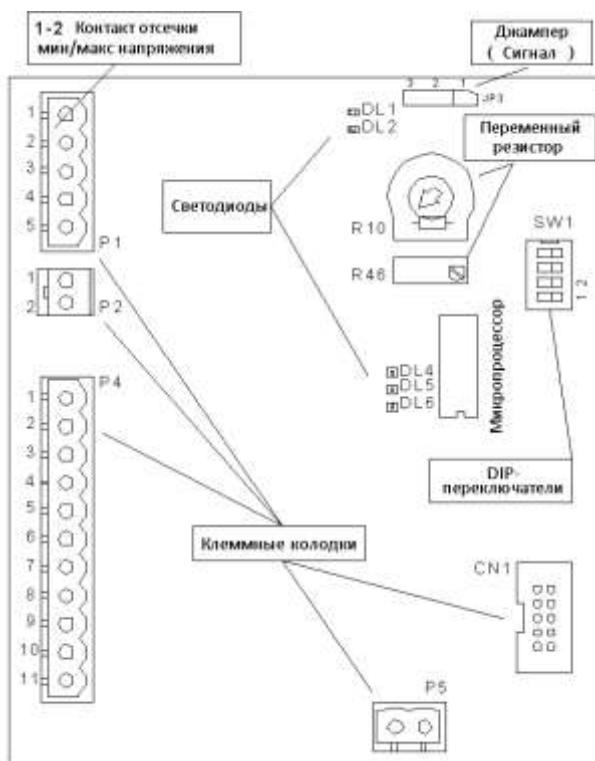 1-2 Контакт отсечки
мин/макс напряжения
Джампер
( Сигнал )
3 2 1
JP3
DL1
DL2
Переменный
резистор
1
2
3
4
5
P1
Светодиоды
R10
SW1
1 2
R46
1
2
P2
Микропроцессор
DL4
DL5
DL6
P4
1
2
3
4
5
6
7
8
9
10
11
DIP-
переключатели
Клеммные колодки
CN1
P5